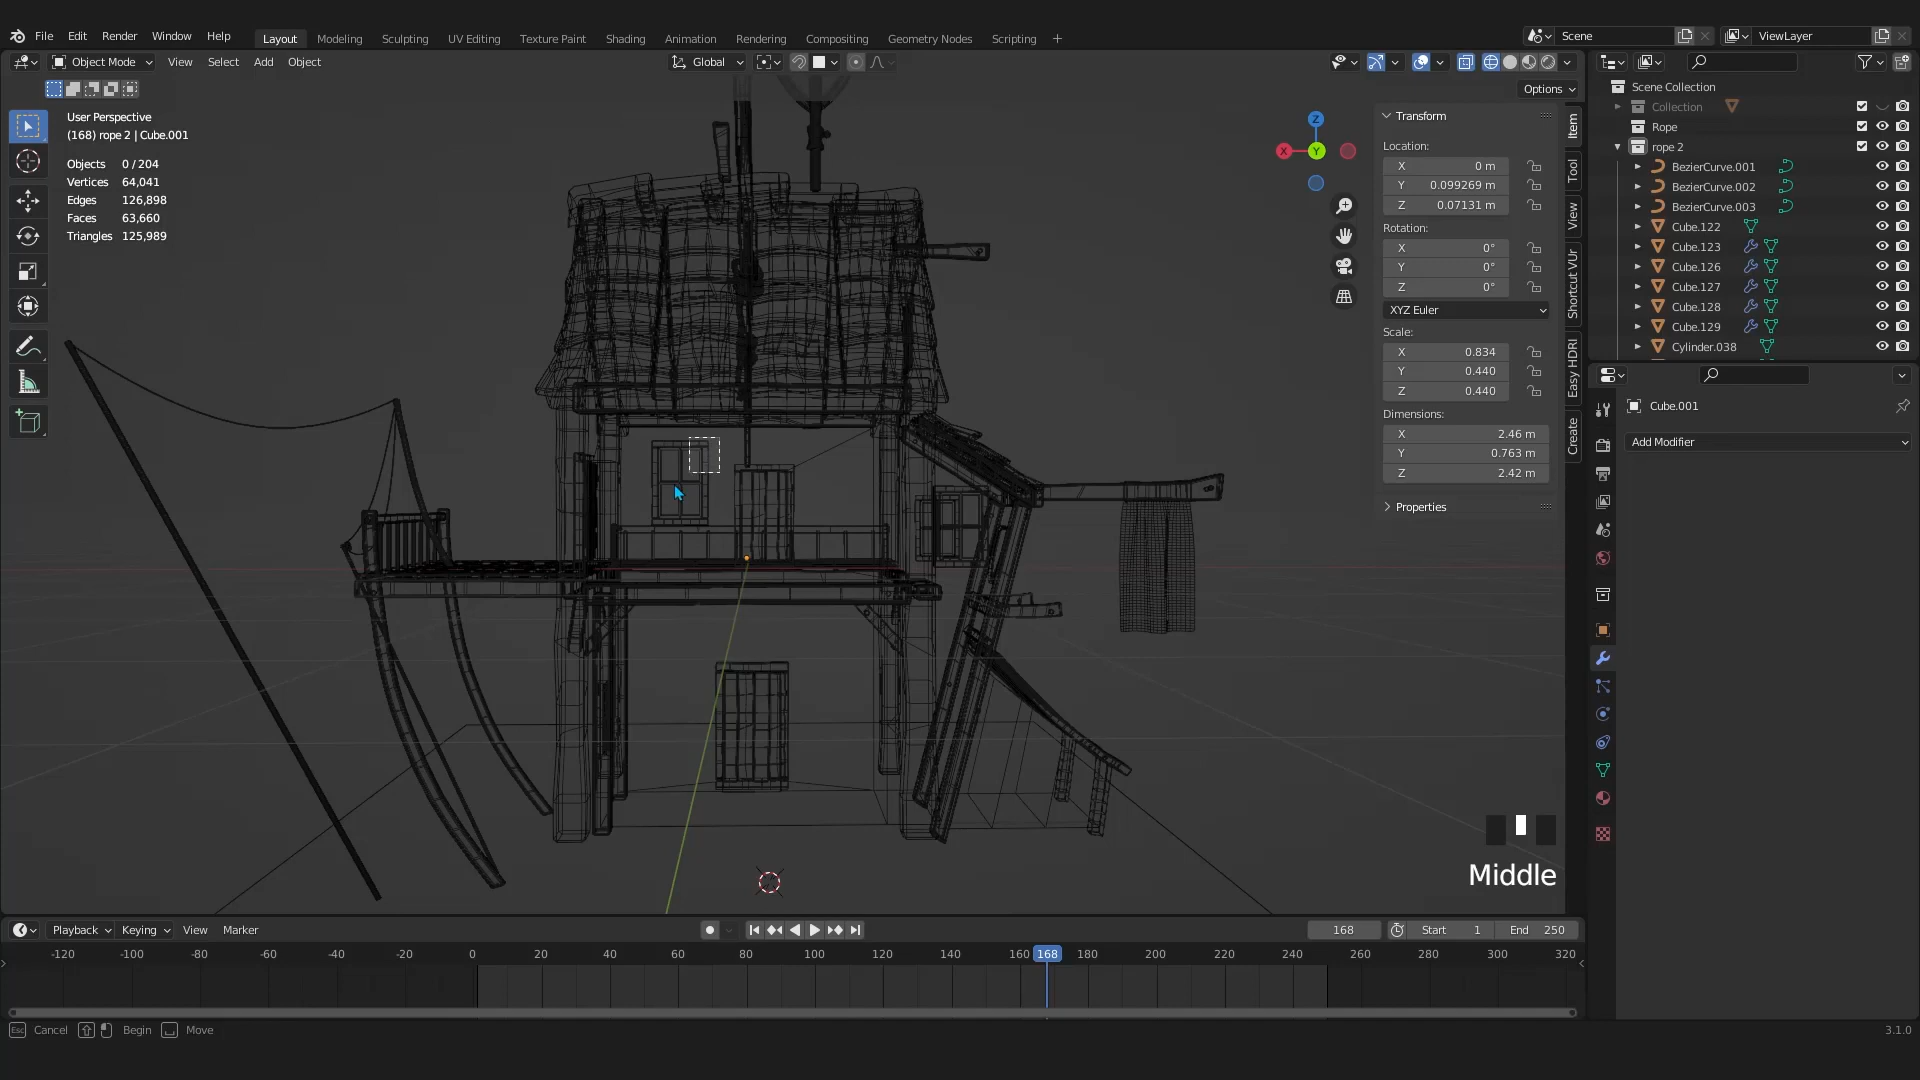 File Edit Render Window Help Layout Modeling Sculpting UV Editing Texture Paint Shading Animation Rendering Compositing Geometry Nodes Scripting + Scene ViewLayer
Object Mode View Select Add Object Global
Options
User Perspective
(168) rope 2 | Cube.001
Objects 0 / 204
Vertices 64,041
Edges 126,898
Faces 63,660
Triangles 125,989
Z
X
Y
Transform
Location:
X 0 m
Y 0.099269 m
Z 0.07131 m
Rotation:
X 0°
Y 0°
Z 0°
XYZ Euler
Scale:
X 0.834
Y 0.440
Z 0.440
Dimensions:
X 2.46 m
Y 0.763 m
Z 2.42 m
Properties
Item
Tool
View
Shortcut VUr
Easy HDRI
Create
Scene Collection
Collection
Rope
rope 2
BezierCurve.001
BezierCurve.002
BezierCurve.003
Cube.122
Cube.123
Cube.126
Cube.127
Cube.128
Cube.129
Cylinder.038
Cube.001
Add Modifier
Middle
Playback Keying View Marker 168 Start 1 End 250
-120 -100 -80 -60 -40 -20 0 20 40 60 80 100 120 140 160 168 180 200 220 240 260 280 300 320
Esc Cancel Begin Move 3.1.0